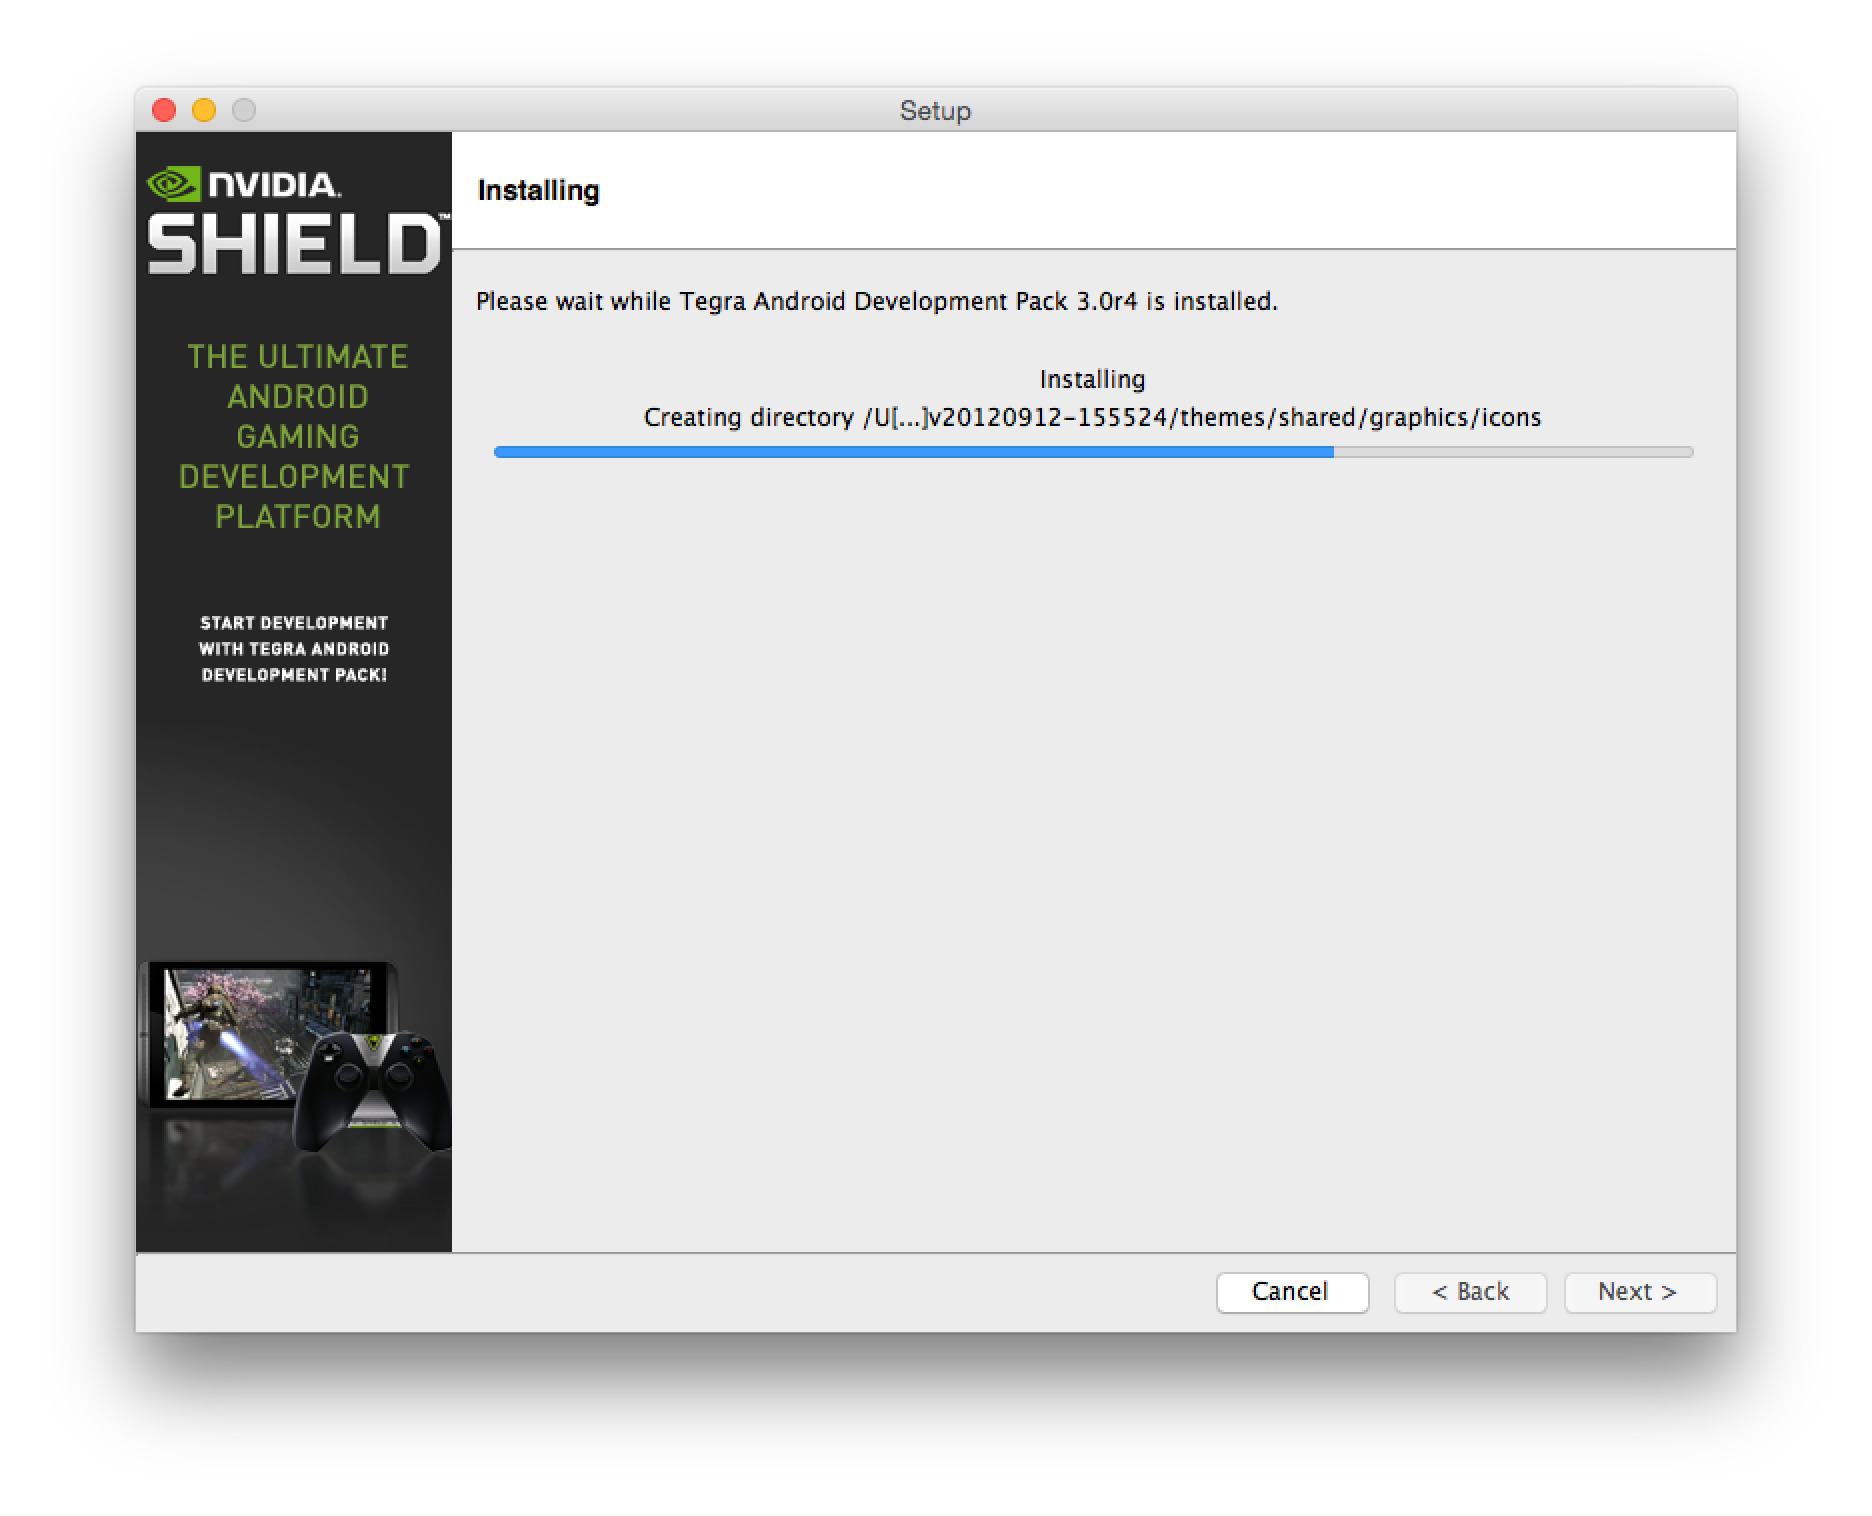 Setup
NVIDIA.
SHIELD™
THE ULTIMATE
ANDROID
GAMING
DEVELOPMENT
PLATFORM
START DEVELOPMENT
WITH TEGRA ANDROID
DEVELOPMENT PACK!
Installing
Please wait while Tegra Android Development Pack 3.0r4 is installed.
Installing
Creating directory /U[...]v20120912-155524/themes/shared/graphics/icons
Cancel
< Back
Next >